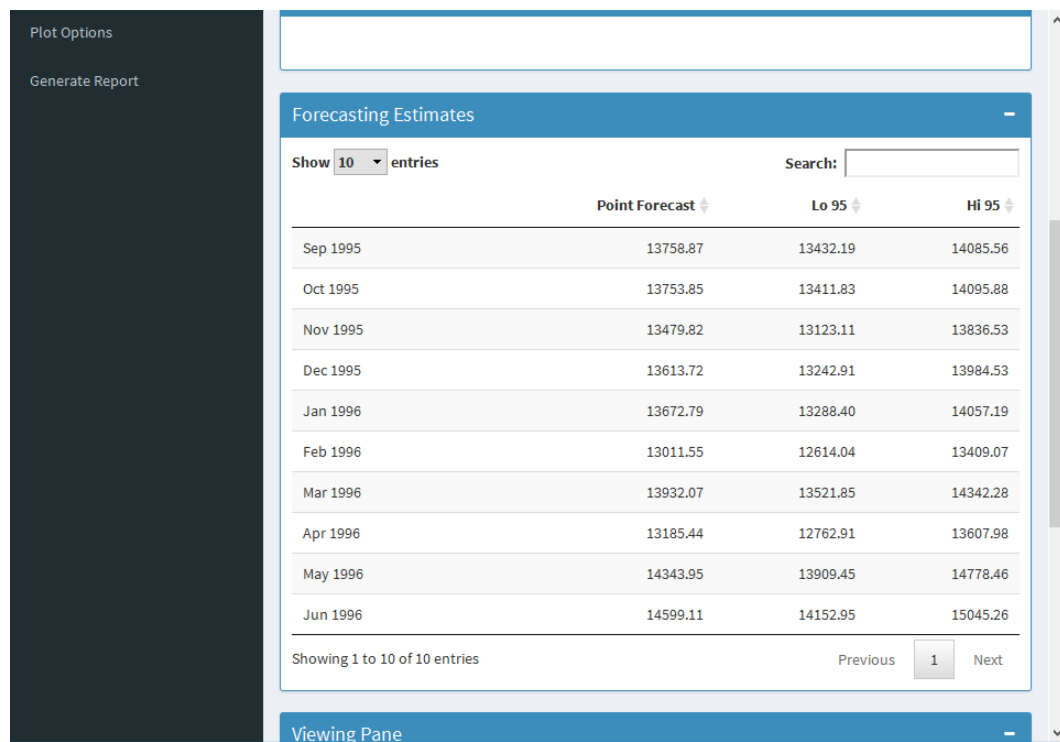 Plot Options
Generate Report
Forecasting Estimates
Show 10 entries Search:
Point Forecast Lo 95 Hi 95
Sep 1995 13758.87 13432.19 14085.56
Oct 1995 13753.85 13411.83 14095.88
Nov 1995 13479.82 13123.11 13836.53
Dec 1995 13613.72 13242.91 13984.53
Jan 1996 13672.79 13288.40 14057.19
Feb 1996 13011.55 12614.04 13409.07
Mar 1996 13932.07 13521.85 14342.28
Apr 1996 13185.44 12762.91 13607.98
May 1996 14343.95 13909.45 14778.46
Jun 1996 14599.11 14152.95 15045.26
Showing 1 to 10 of 10 entries Previous 1 Next
Viewing Pane